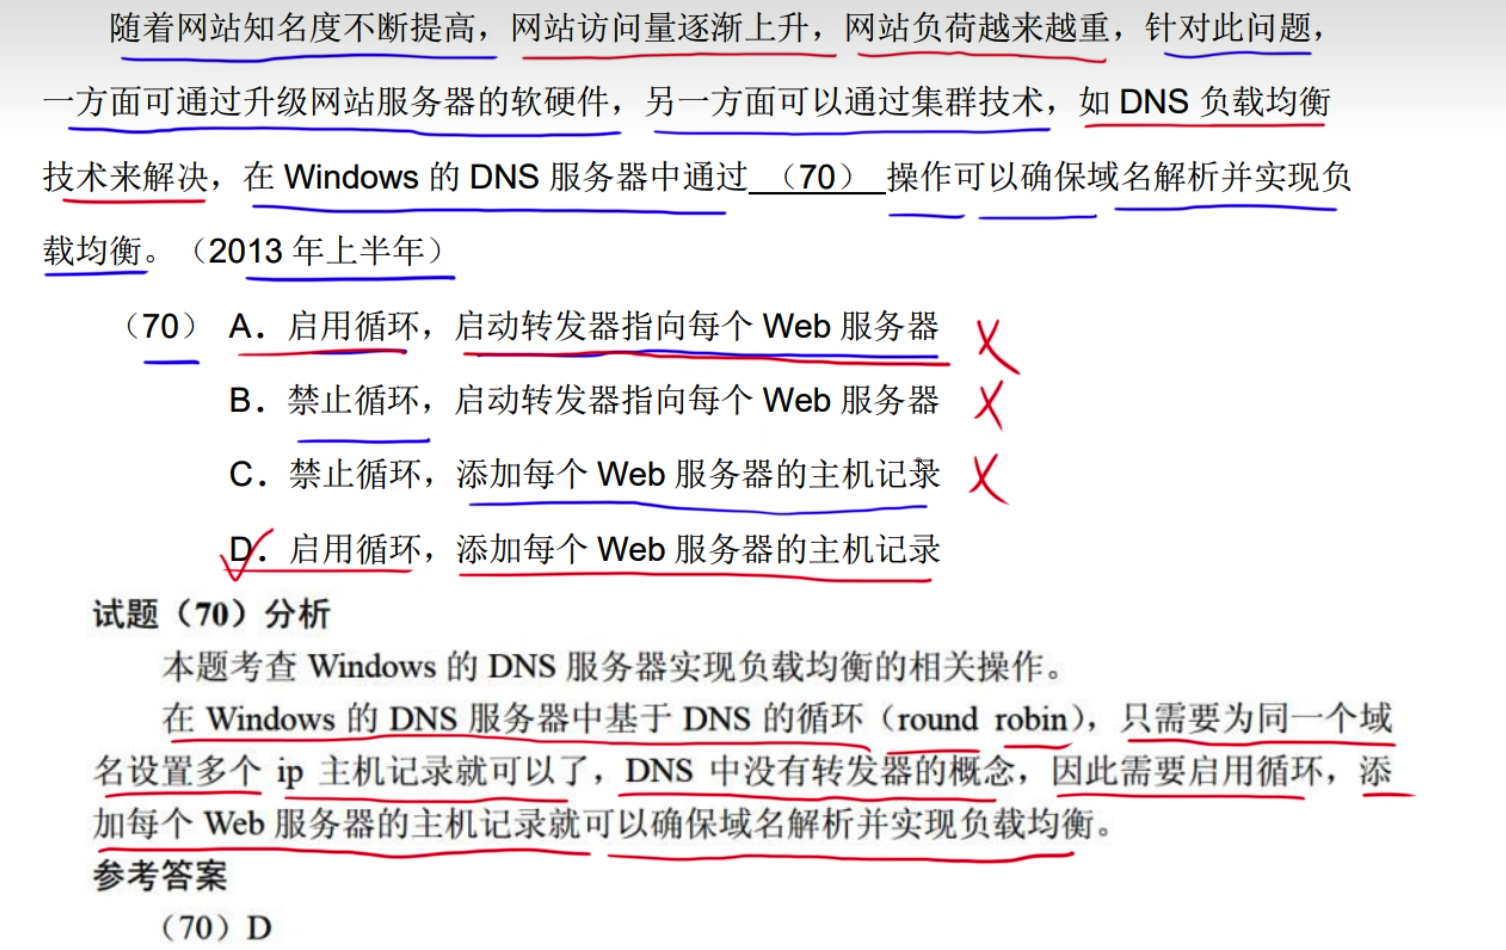 随着网站知名度不断提高，网站访问量逐渐上升，网站负荷越来越重，针对此问题，
一方面可通过升级网站服务器的软硬件，另一方面可以通过集群技术，如 DNS 负载均衡
技术来解决，在 Windows 的 DNS 服务器中通过 （70） 操作可以确保域名解析并实现负
载均衡。（2013 年上半年）
（70） A．启用循环，启动转发器指向每个 Web 服务器
B．禁止循环，启动转发器指向每个 Web 服务器
C．禁止循环，添加每个 Web 服务器的主机记录
D．启用循环，添加每个 Web 服务器的主机记录
试题（70）分析
本题考查 Windows 的 DNS 服务器实现负载均衡的相关操作。
在 Windows 的 DNS 服务器中基于 DNS 的循环（round robin），只需要为同一个域
名设置多个 ip 主机记录就可以了，DNS 中没有转发器的概念，因此需要启用循环，添
加每个 Web 服务器的主机记录就可以确保域名解析并实现负载均衡。
参考答案
（70）D